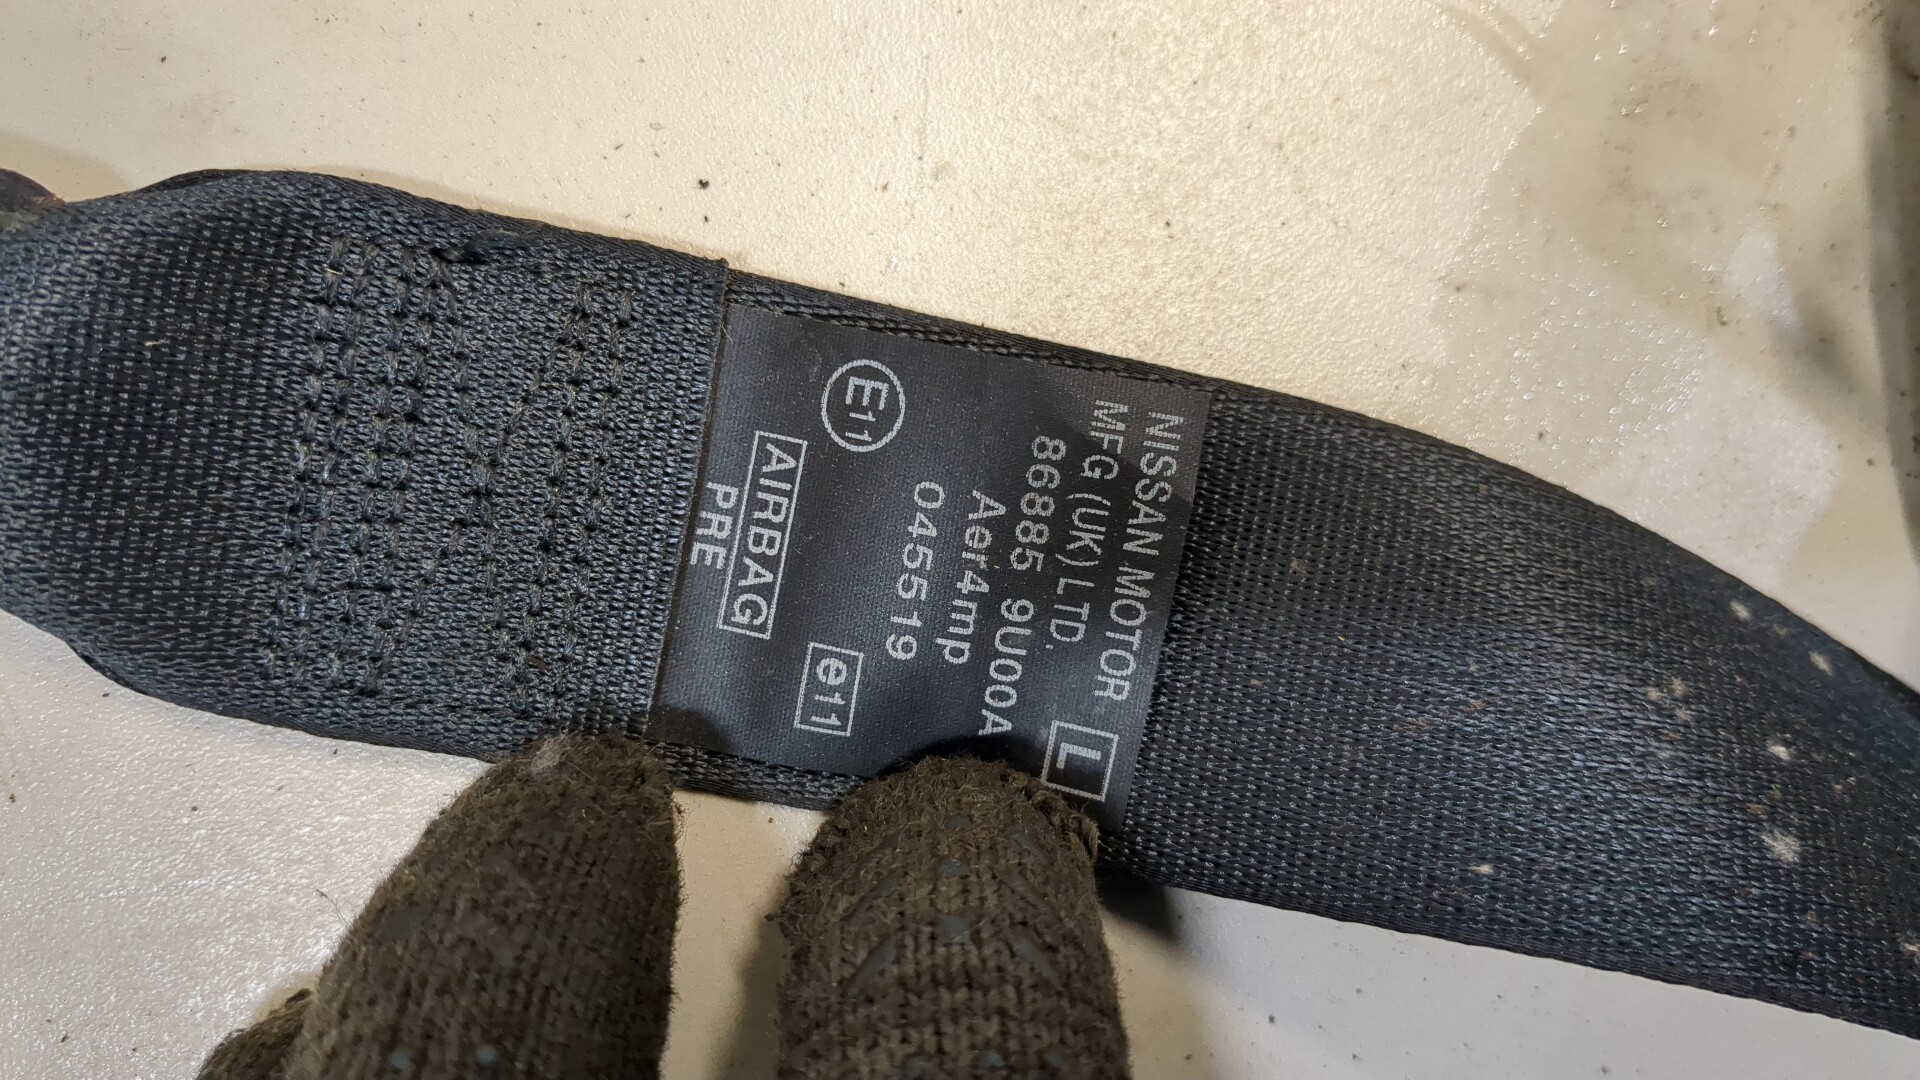 NISSAN MOTOR
MFG (UK) LTD. L
86885 9U00A
Aer4mp
045519
E11 e11
AIRBAG
PRE